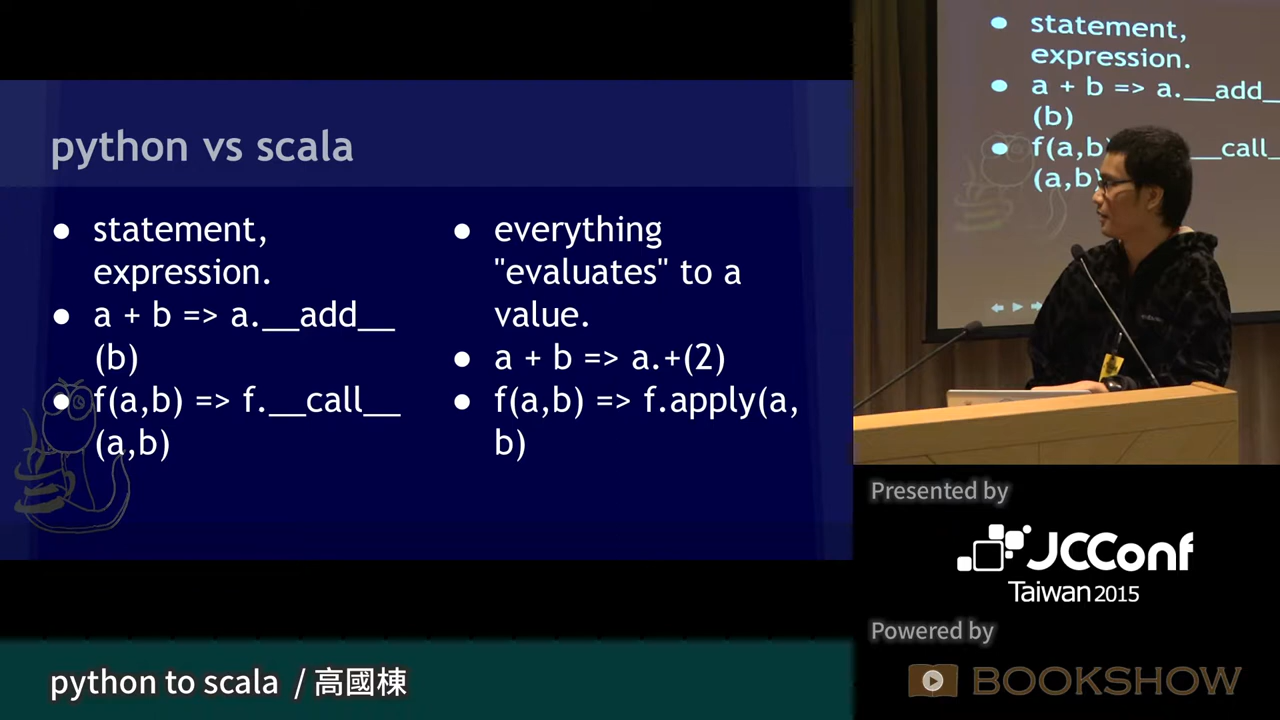 python vs scala
● statement,
expression.
● a + b => a.__add__
(b)
● f(a,b) => f.__call__
(a,b)
● everything
"evaluates" to a
value.
● a + b => a.+(2)
● f(a,b) => f.apply(a,
b)
● statement,
expression.
● a + b => a.__add_
(b)
● f(a,b) __call_
(a,b)
Presented by
JCConf
Taiwan 2015
Powered by
BOOKSHOW
python to scala / 高國棟